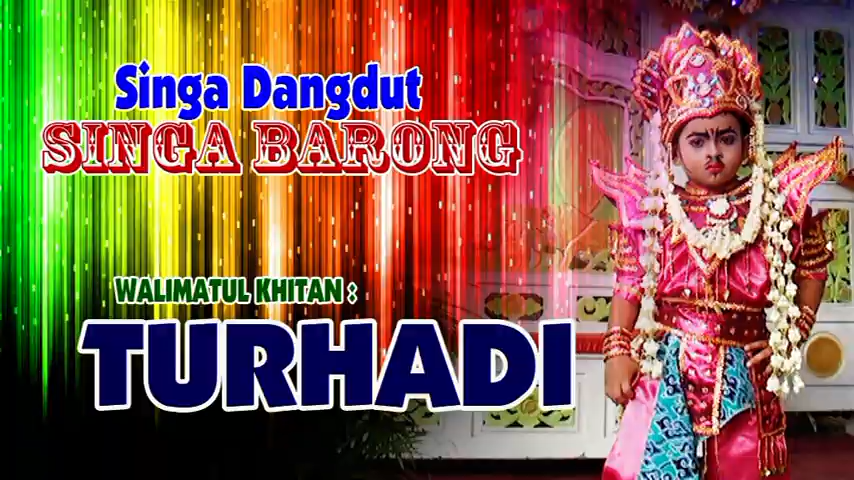 Singa Dangdut
SINGA BARONG
WALIMATUL KHITAN :
TURHADI